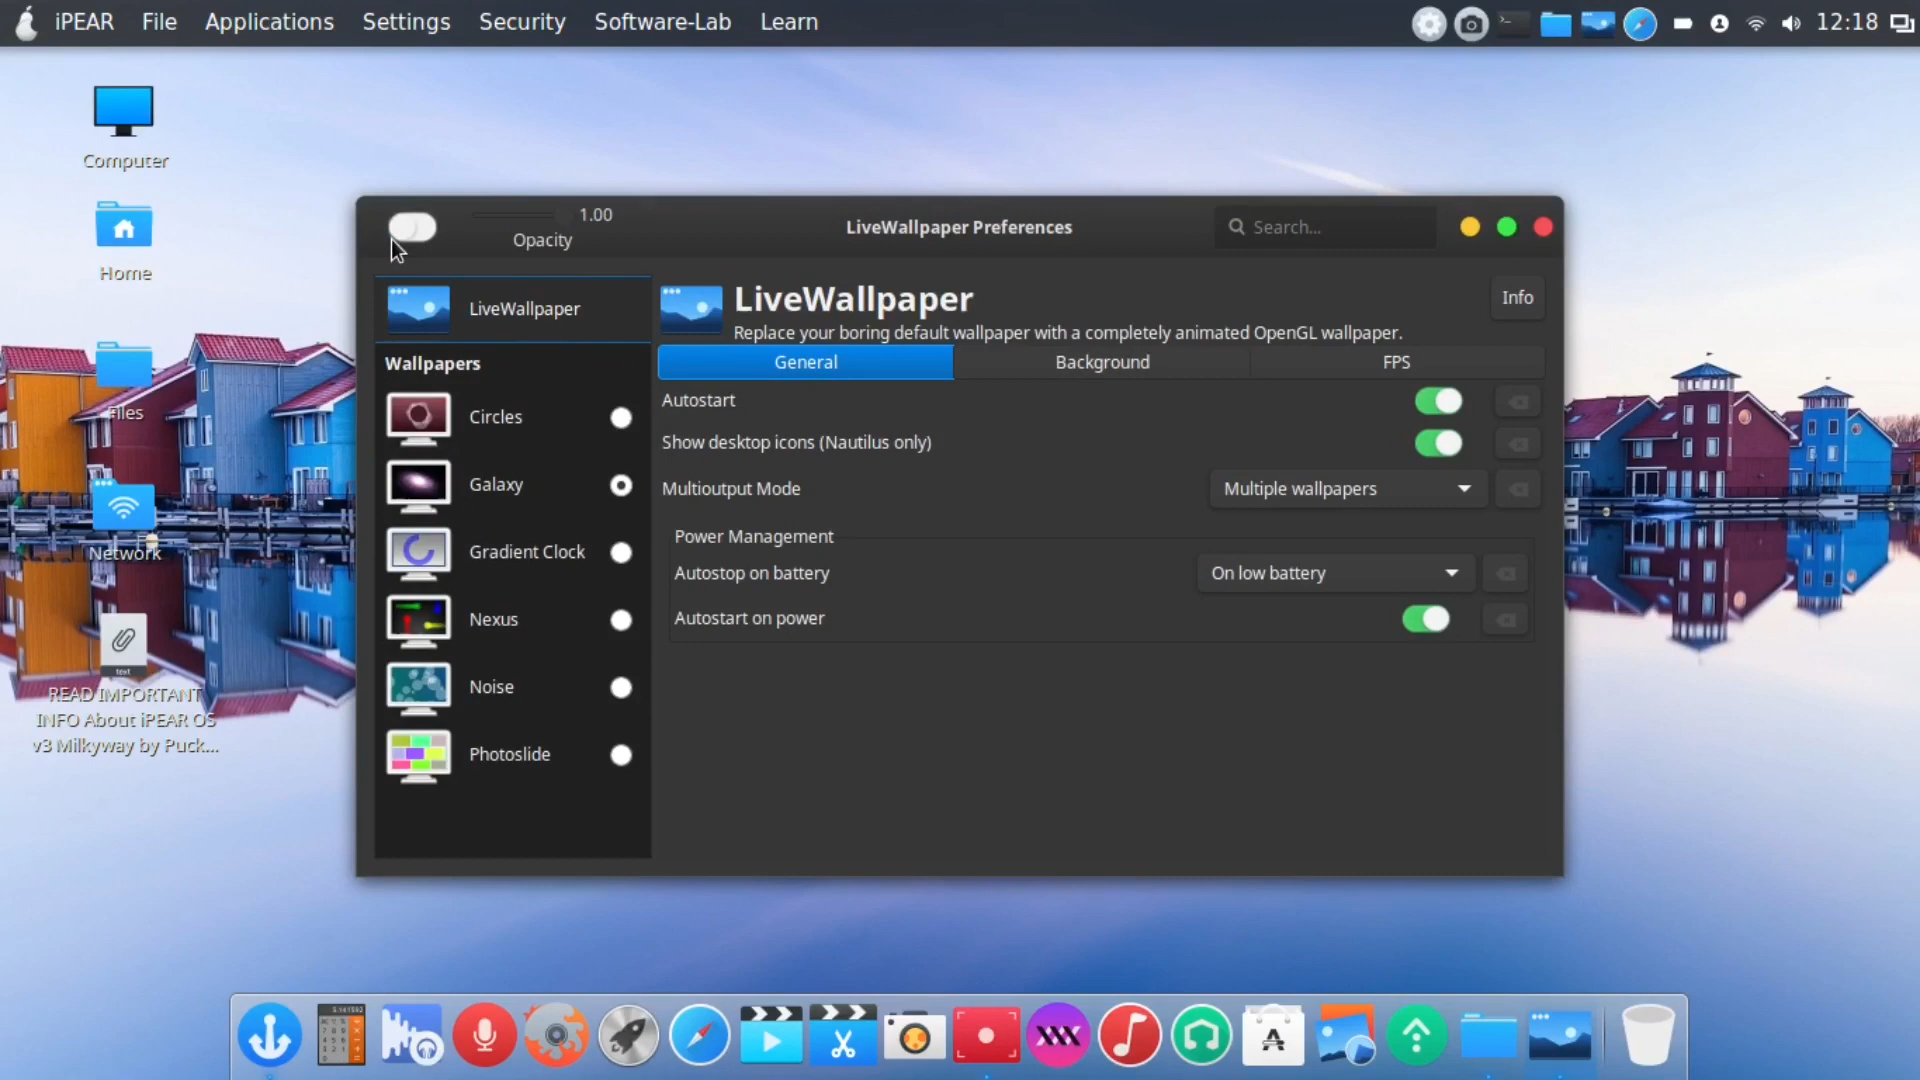 iPEAR File Applications Settings Security Software-Lab Learn
12:18
Computer
Home
Files
Network
text
READ IMPORTANT
INFO About iPEAR OS
v3 Milkyway by Puck...
1.00
Opacity
LiveWallpaper Preferences
Search...
LiveWallpaper
Wallpapers
Circles
Galaxy
Gradient Clock
Nexus
Noise
Photoslide
LiveWallpaper
Info
Replace your boring default wallpaper with a completely animated OpenGL wallpaper.
General Background FPS
Autostart
Show desktop icons (Nautilus only)
Multioutput Mode Multiple wallpapers
Power Management
Autostop on battery On low battery
Autostart on power